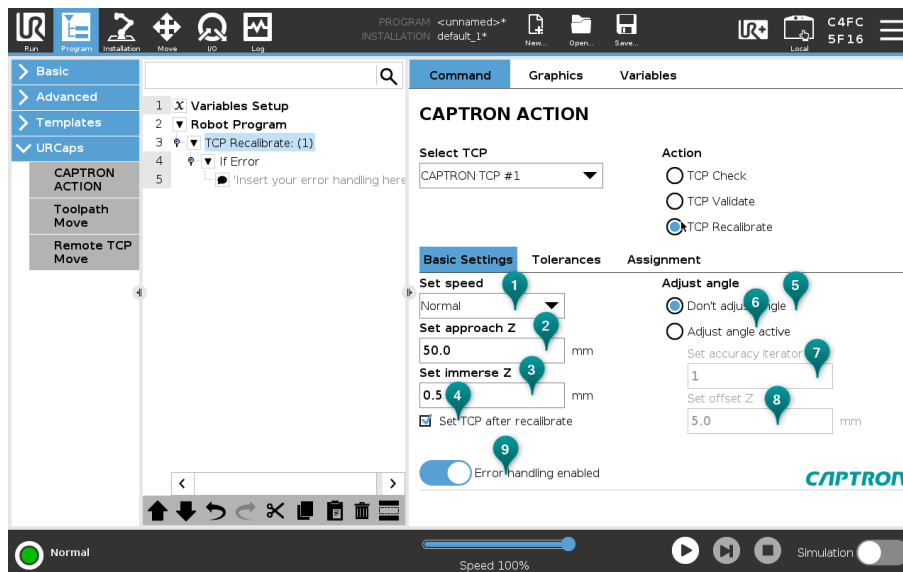 PROGRAM <unnamed>*
INSTALLATION default_1*
UR
Run
Program
Installation
Move
I/O
Log
New...
Open...
Save...
UR+
Local
C4FC
5F16
Basic
Advanced
Templates
URCaps
CAPTRON
ACTION
Toolpath
Move
Remote TCP
Move
1 X Variables Setup
2 Robot Program
3 TCP Recalibrate: (1)
4 If Error
5 'Insert your error handling here
Command Graphics Variables
CAPTRON ACTION
Select TCP
CAPTRON TCP #1
Action
TCP Check
TCP Validate
TCP Recalibrate
Basic Settings Tolerances Assignment
Set speed
1
Normal
Set approach Z
2
50.0 mm
Set immerse Z
3
0.5 mm
4
Set TCP after recalibrate
9
Error handling enabled
Adjust angle
5
Don't adjust angle
6
Adjust angle active
Set accuracy iterator
7
1
Set offset Z
8
5.0 mm
CAPTRON
Normal
Speed 100%
Simulation